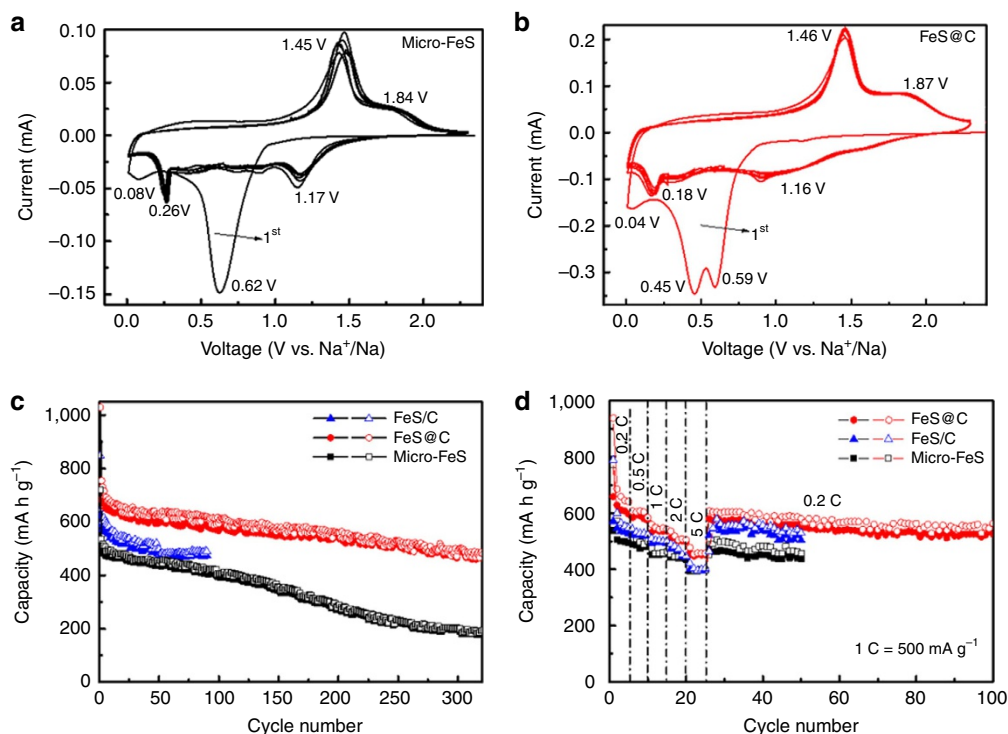 a
Micro-FeS
1.45 V
1.84 V
0.08V
0.26V
1.17 V
1st
0.62 V
0.10
0.05
0.00
−0.05
−0.10
−0.15
Current (mA)
0.0 0.5 1.0 1.5 2.0
Voltage (V vs. Na+/Na)
b
FeS@C
1.46 V
1.87 V
0.18 V
1.16 V
0.04 V
1st
0.45 V
0.59 V
0.2
0.1
0.0
−0.1
−0.2
−0.3
Current (mA)
0.0 0.5 1.0 1.5 2.0
Voltage (V vs. Na+/Na)
c
FeS/C
FeS@C
Micro-FeS
1,000
800
600
400
200
0
Capacity (mA h g−1)
0 50 100 150 200 250 300
Cycle number
d
FeS@C
FeS/C
Micro-FeS
0.2 C
0.5 C
1 C
2 C
5 C
0.2 C
1 C = 500 mA g−1
1,000
800
600
400
200
0
Capacity (mA h g−1)
0 20 40 60 80 100
Cycle number